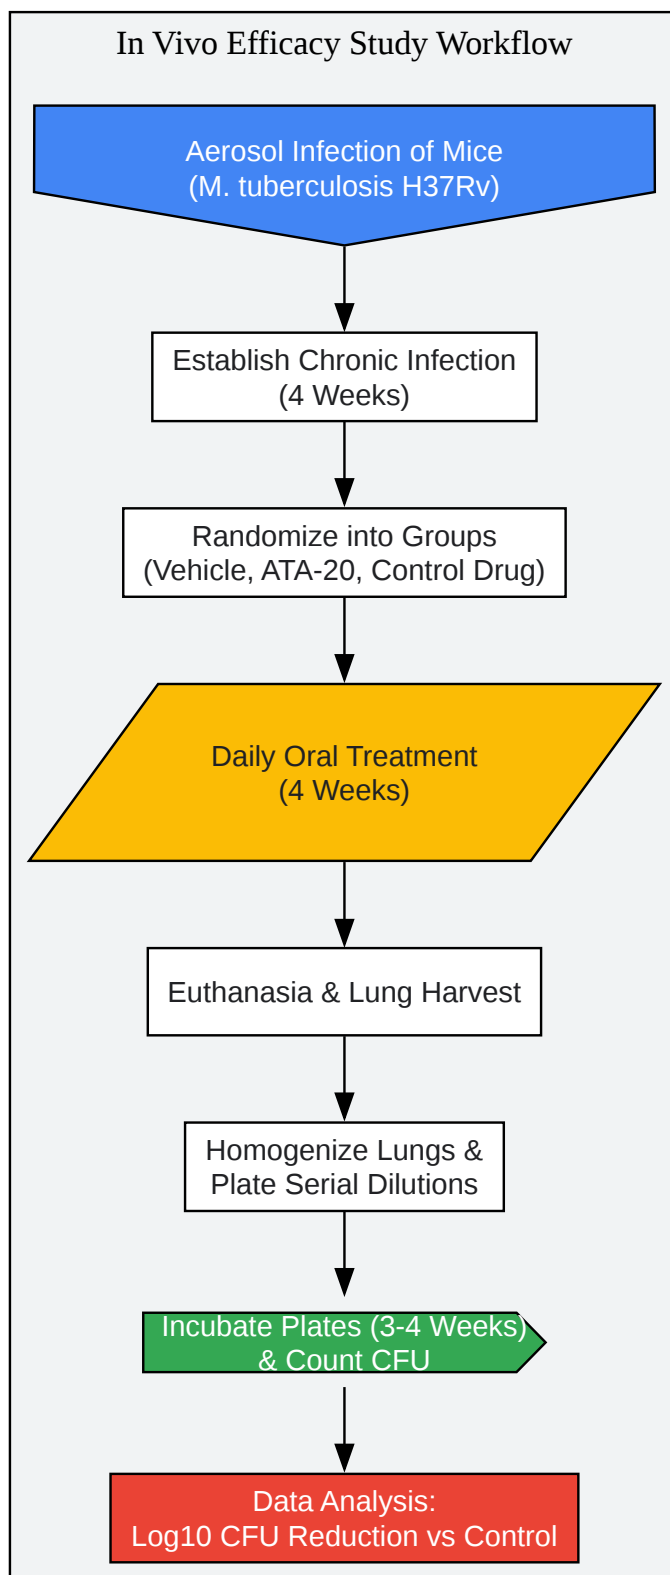 In Vivo Efficacy Study Workflow
Aerosol Infection of Mice
(M. tuberculosis H37Rv)
Establish Chronic Infection
(4 Weeks)
Randomize into Groups
(Vehicle, ATA-20, Control Drug)
Daily Oral Treatment
(4 Weeks)
Euthanasia & Lung Harvest
Homogenize Lungs &
Plate Serial Dilutions
Incubate Plates (3-4 Weeks)
& Count CFU
Data Analysis:
Log10 CFU Reduction vs Control